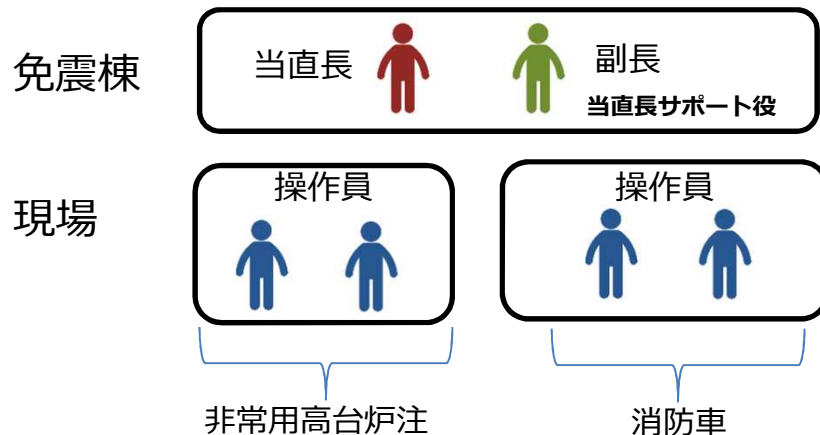 免震棟
当直長
副長
当直長サポート役
現場
操作員
操作員
非常用高台炉注
消防車